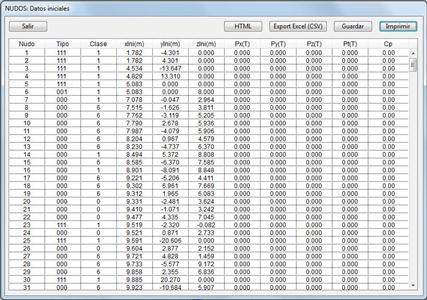 NUDOS: Datos iniciales
Salir HTML Export Excel (CSV) Guardar Imprimir
Nudo Tipo Clase xIni(m) yIni(m) zIni(m) Px(T) Py(T) Pz(T) Pt(T) Cp
1 111 1 1.782 -4.301 0.000 0.000 0.000 0.000 0.000 0.00
2 111 1 1.782 4.301 0.000 0.000 0.000 0.000 0.000 0.00
3 111 1 4.534 -13.647 0.000 0.000 0.000 0.000 0.000 0.00
4 111 1 4.829 13.310 0.000 0.000 0.000 0.000 0.000 0.00
5 111 1 6.083 0.000 0.000 0.000 0.000 0.000 0.000 0.00
6 001 1 6.083 0.000 8.000 0.000 0.000 0.000 0.000 0.00
7 000 1 7.078 -0.047 2.964 0.000 0.000 0.000 0.000 0.00
8 000 6 7.515 -1.626 3.811 0.000 0.000 0.000 0.000 0.00
9 000 6 7.762 -3.119 5.205 0.000 0.000 0.000 0.000 0.00
10 000 6 7.790 2.678 5.936 0.000 0.000 0.000 0.000 0.00
11 000 6 7.987 -4.079 5.906 0.000 0.000 0.000 0.000 0.00
12 000 6 8.204 0.967 4.579 0.000 0.000 0.000 0.000 0.00
13 000 6 8.230 -4.737 6.370 0.000 0.000 0.000 0.000 0.00
14 000 1 8.494 5.372 8.808 0.000 0.000 0.000 0.000 0.00
15 000 6 8.585 -6.370 7.585 0.000 0.000 0.000 0.000 0.00
16 000 1 8.901 -8.091 8.848 0.000 0.000 0.000 0.000 0.00
17 000 6 9.221 -5.206 4.411 0.000 0.000 0.000 0.000 0.00
18 000 6 9.302 6.961 7.669 0.000 0.000 0.000 0.000 0.00
19 000 6 9.312 1.965 6.083 0.000 0.000 0.000 0.000 0.00
20 000 0 9.331 -2.481 3.624 0.000 0.000 0.000 0.000 0.00
21 000 0 9.410 -1.071 3.242 0.000 0.000 0.000 0.000 0.00
22 000 0 9.477 4.335 7.045 0.000 0.000 0.000 0.000 0.00
23 111 1 9.519 -2.320 -0.082 0.000 0.000 0.000 0.000 0.00
24 000 0 9.521 0.871 2.733 0.000 0.000 0.000 0.000 0.00
25 111 1 9.591 -20.606 0.000 0.000 0.000 0.000 0.000 0.00
26 000 0 9.604 2.877 2.152 0.000 0.000 0.000 0.000 0.00
27 000 6 9.721 4.828 1.459 0.000 0.000 0.000 0.000 0.00
28 000 6 9.733 -5.577 9.172 0.000 0.000 0.000 0.000 0.00
29 000 6 9.858 2.355 6.836 0.000 0.000 0.000 0.000 0.00
30 111 1 9.885 20.270 0.000 0.000 0.000 0.000 0.000 0.00
31 000 6 9.923 -10.684 5.907 0.000 0.000 0.000 0.000 0.00